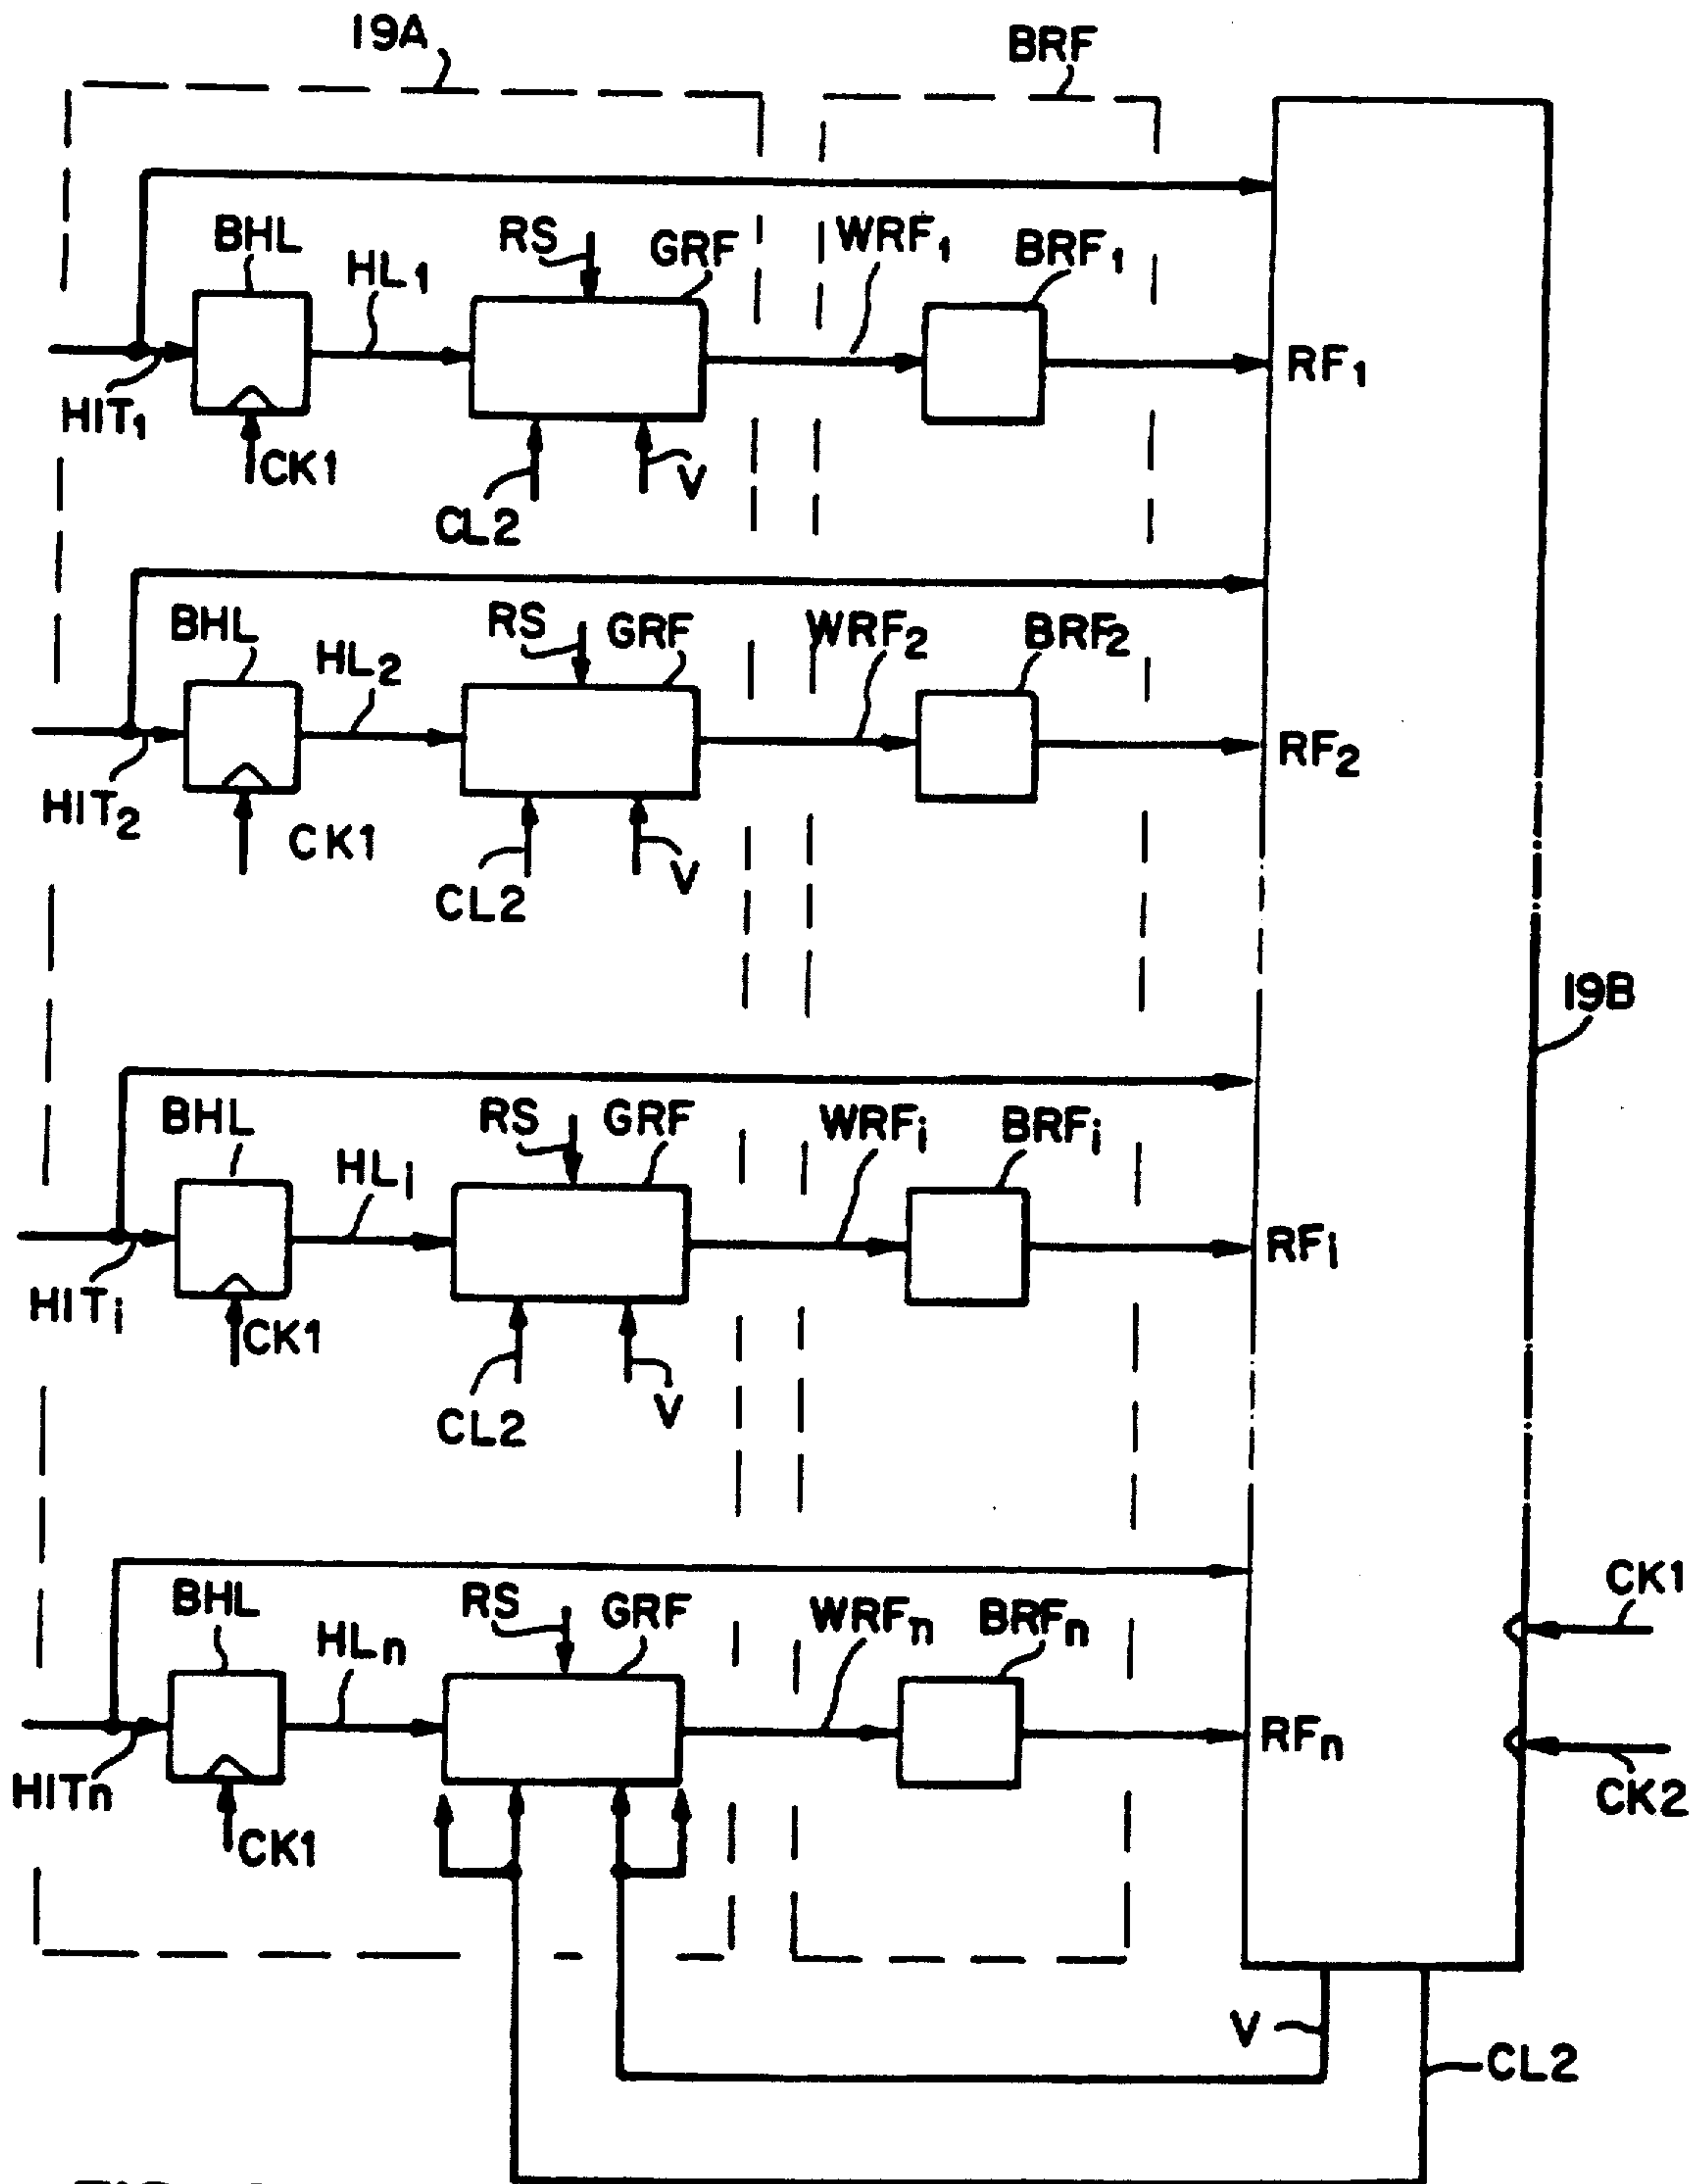 19A BRF
BHL HL1 RS GRF WRF1 BRF1
RF1
HIT1 CK1 CL2 V
BHL HL2 RS GRF WRF2 BRF2
RF2
HIT2 CK1 CL2 V
19B
BHL HLi RS GRF WRFi BRFi
RFi
HITi CK1 CL2 V
CK1
BHL HLn RS GRF WRFn BRFn
RFn
HITn CK1 CK2
V
CL2